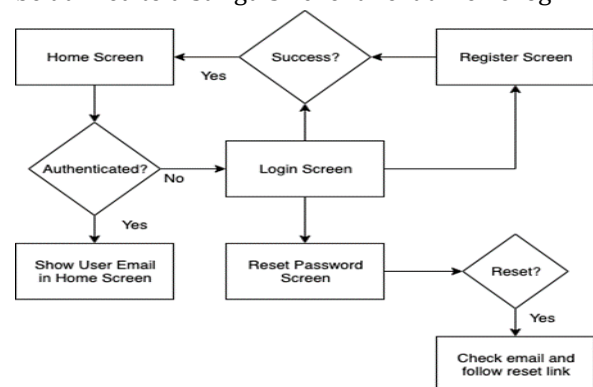 Home Screen
Success?
Register Screen
Yes
Authenticated?
No
Login Screen
Yes
Show User Email
in Home Screen
Reset Password
Screen
Reset?
Yes
Check email and
follow reset link